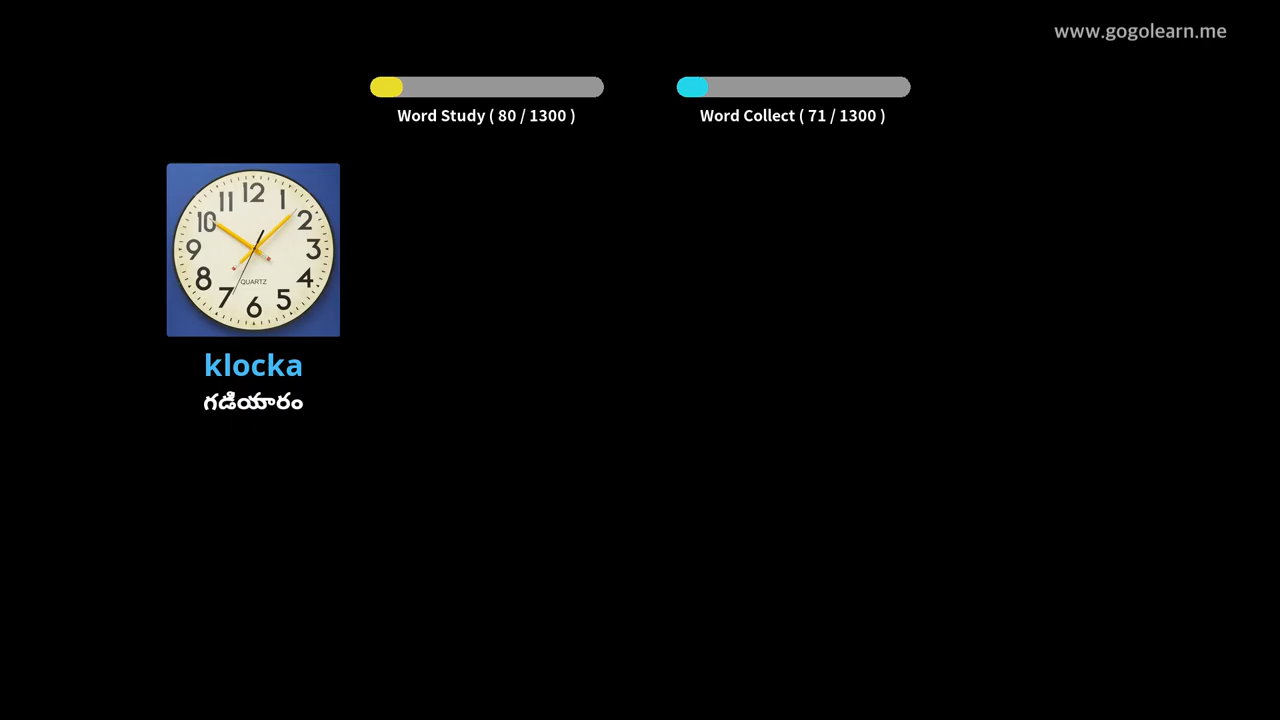 www.gogolearn.me
Word Study ( 80 / 1300 )
Word Collect ( 71 / 1300 )
12
1
2
3
4
5
6
7
8
9
10
11
QUARTZ
klocka
గడియారం